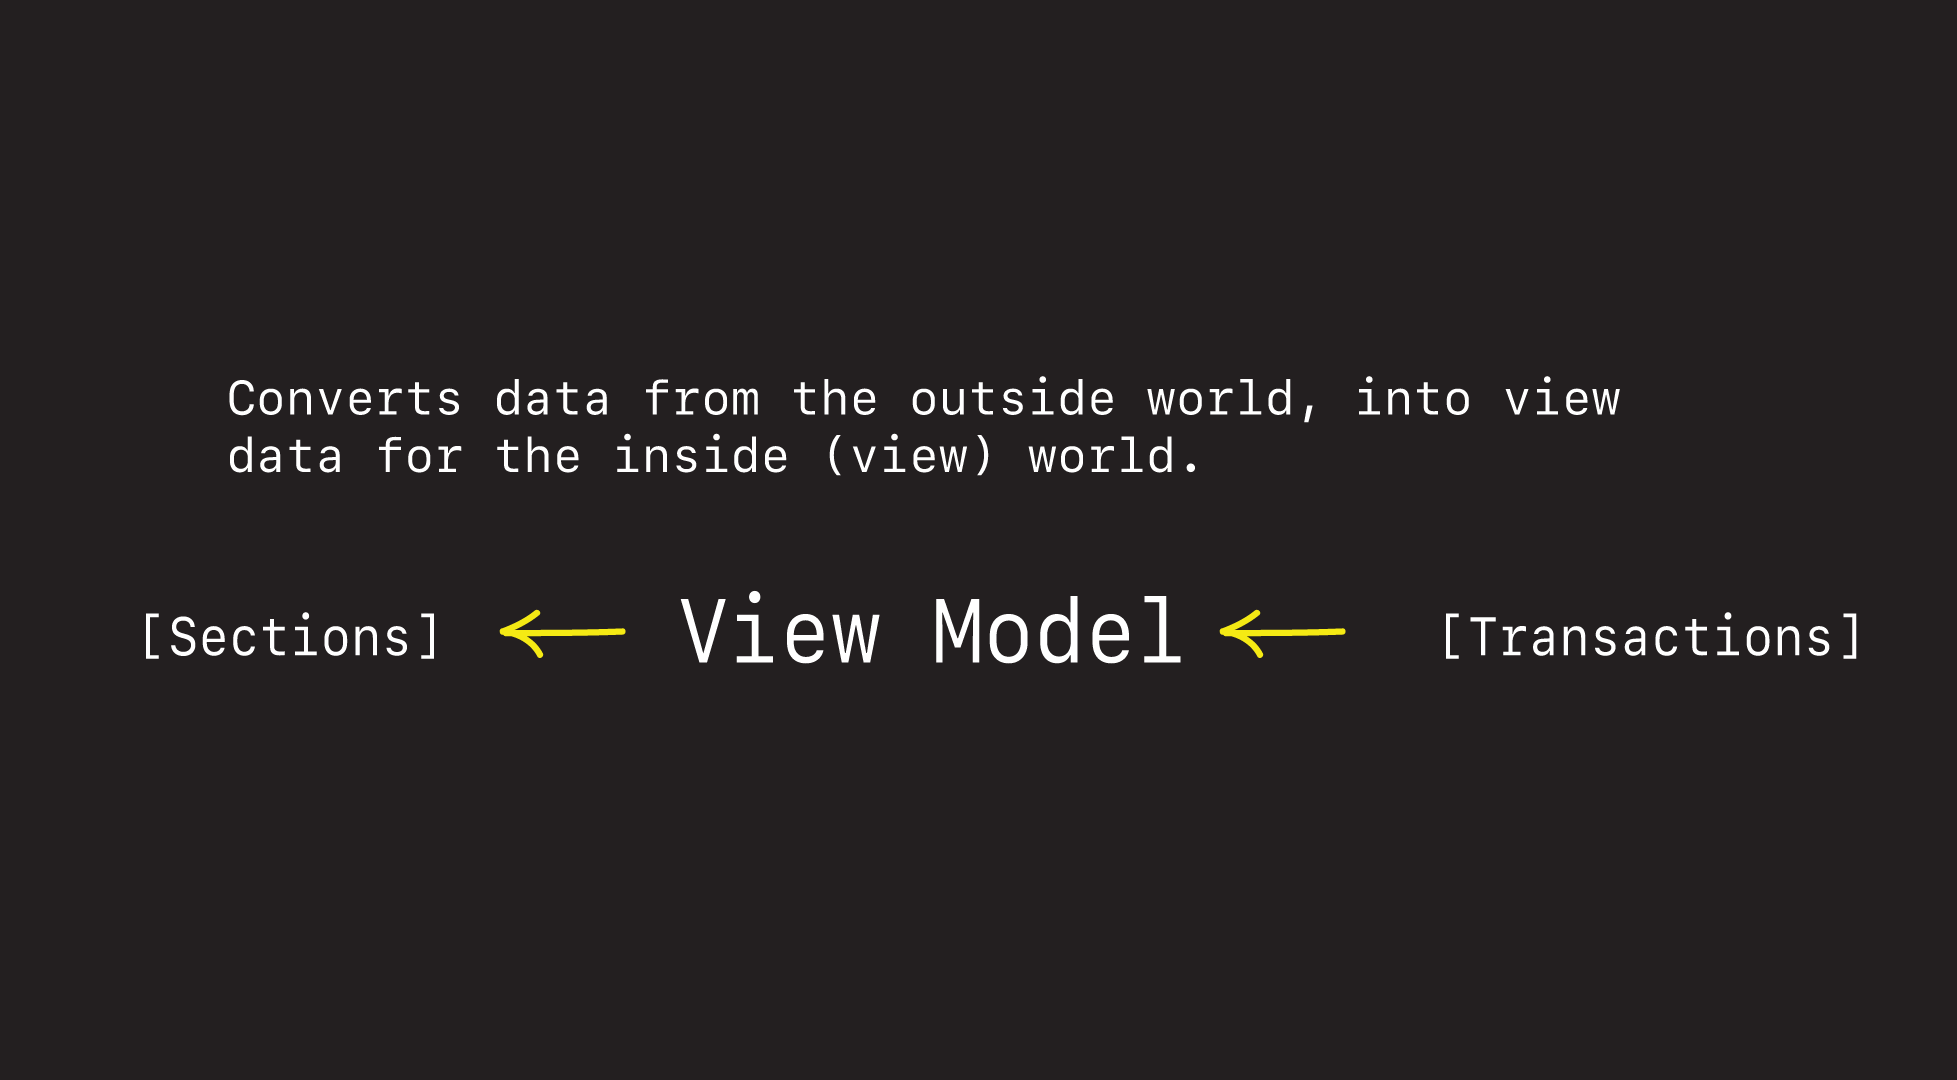 Converts data from the outside world, into view
data for the inside (view) world.
[Sections] View Model [Transactions]